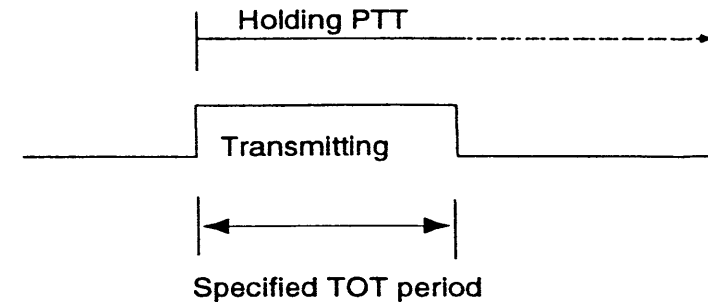 Holding PTT
Transmitting
Specified TOT period